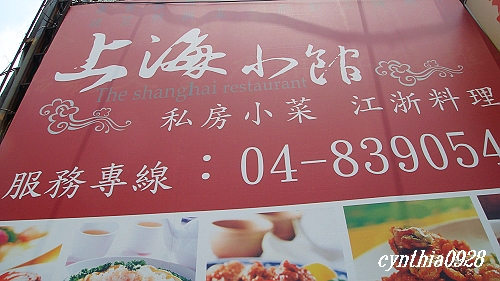 上海小館
The shanghai restaurant
私房小菜 江浙料理
服務專線：04-839054
cynthia0928